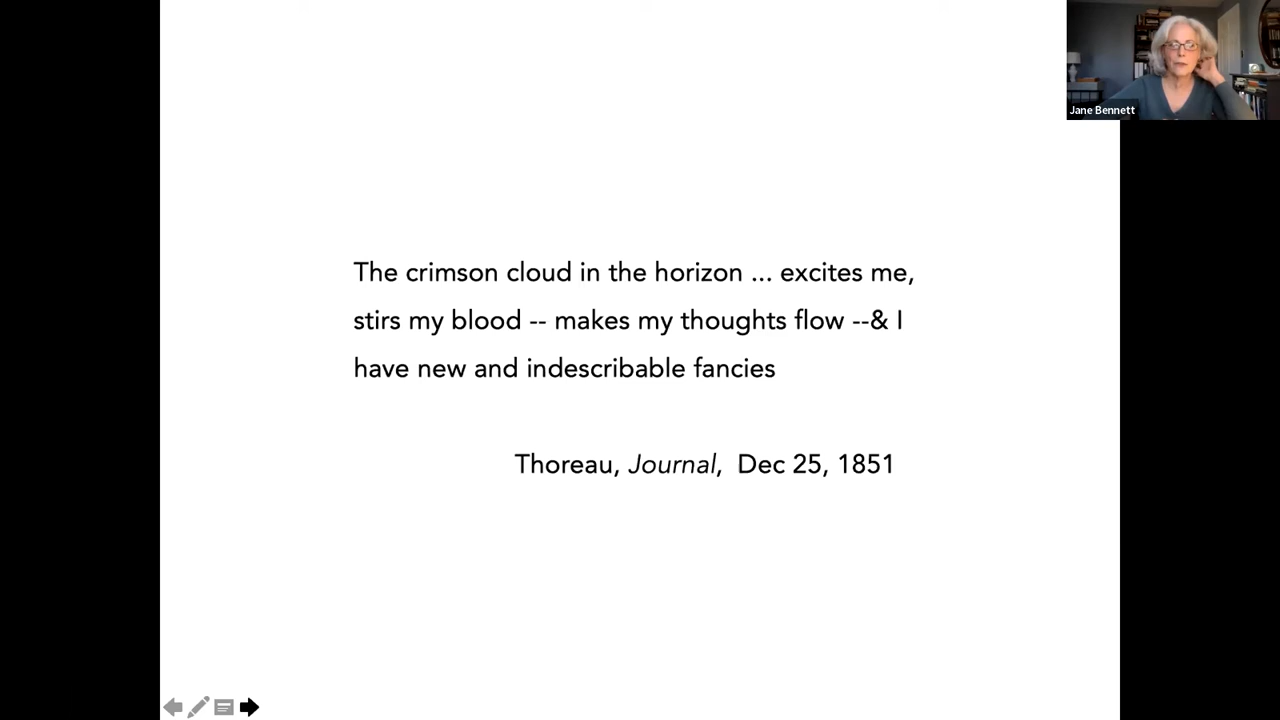 Jane Bennett
The crimson cloud in the horizon ... excites me,
stirs my blood -- makes my thoughts flow --& I
have new and indescribable fancies
Thoreau, Journal, Dec 25, 1851